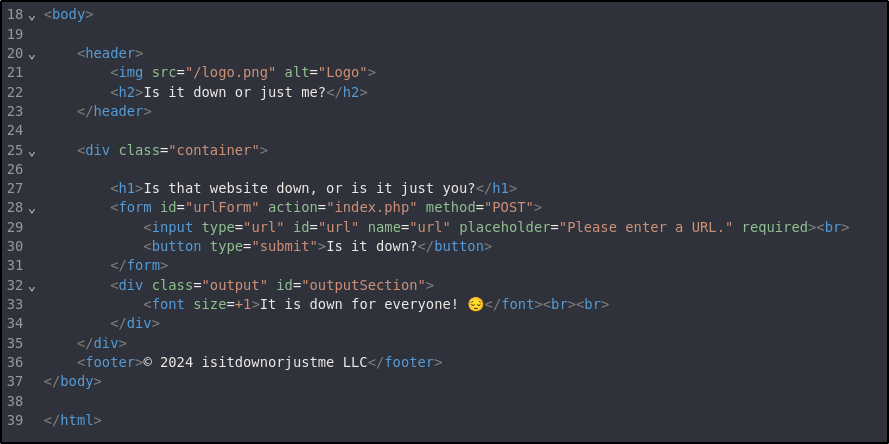 18 <body>
19
20     <header>
21         <img src="/logo.png" alt="Logo">
22         <h2>Is it down or just me?</h2>
23     </header>
24
25     <div class="container">
26
27         <h1>Is that website down, or is it just you?</h1>
28         <form id="urlForm" action="index.php" method="POST">
29             <input type="url" id="url" name="url" placeholder="Please enter a URL." required><br>
30             <button type="submit">Is it down?</button>
31         </form>
32         <div class="output" id="outputSection">
33             <font size=+1>It is down for everyone! 😔</font><br><br>
34         </div>
35     </div>
36     <footer>© 2024 isitdownorjustme LLC</footer>
37 </body>
38
39 </html>